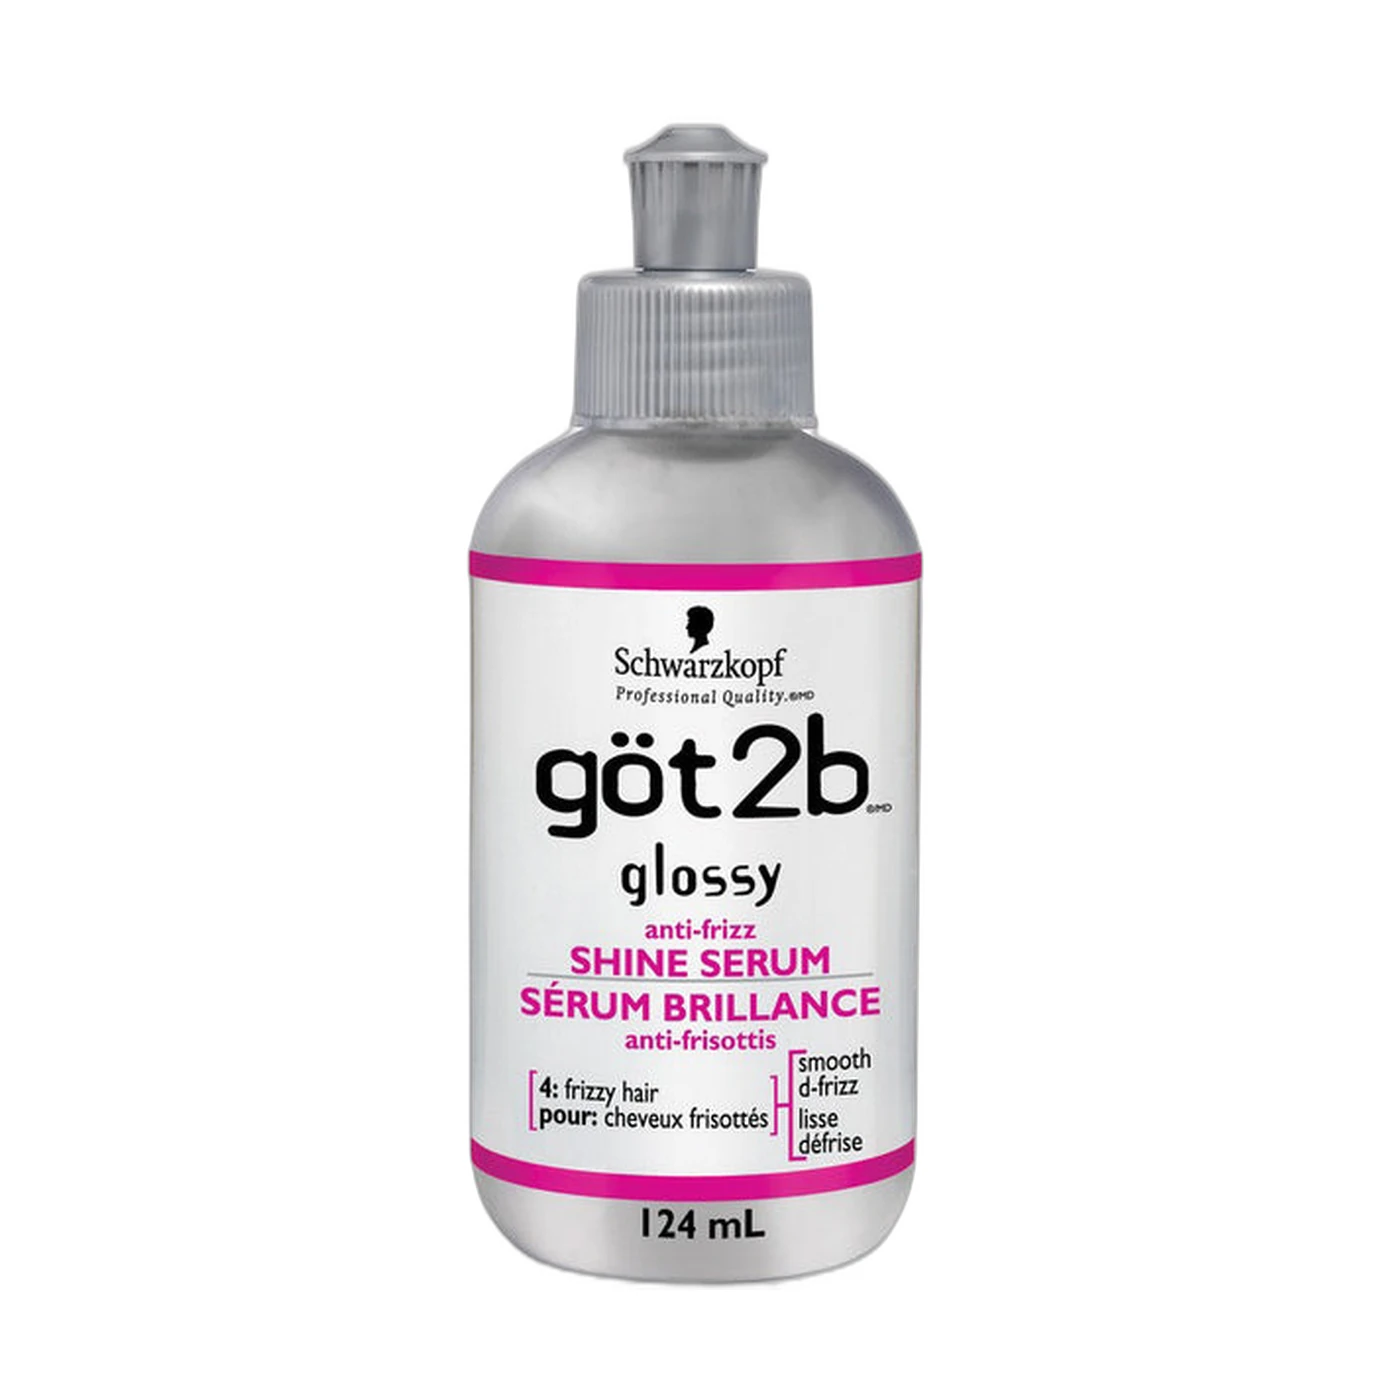 Schwarzkopf
Professional Quality.®MD
göt2b®MD
glossy
anti-frizz
SHINE SERUM
SÉRUM BRILLANCE
anti-frisottis
4: frizzy hair
pour: cheveux frisottés
smooth
d-frizz
lisse
défrise
124 mL